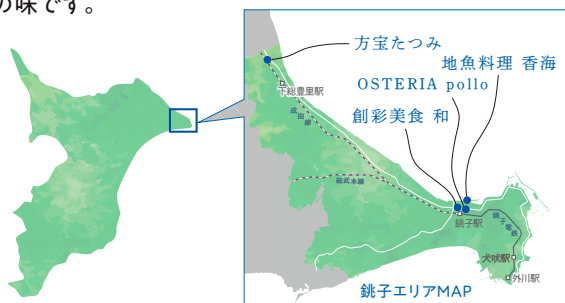 の味です。
方宝たつみ
地魚料理 香海
OSTERIA pollo
創彩美食 和
下総豊里駅
成田線
総武本線
銚子駅
銚子電鉄
犬吠駅
外川駅
銚子エリアMAP